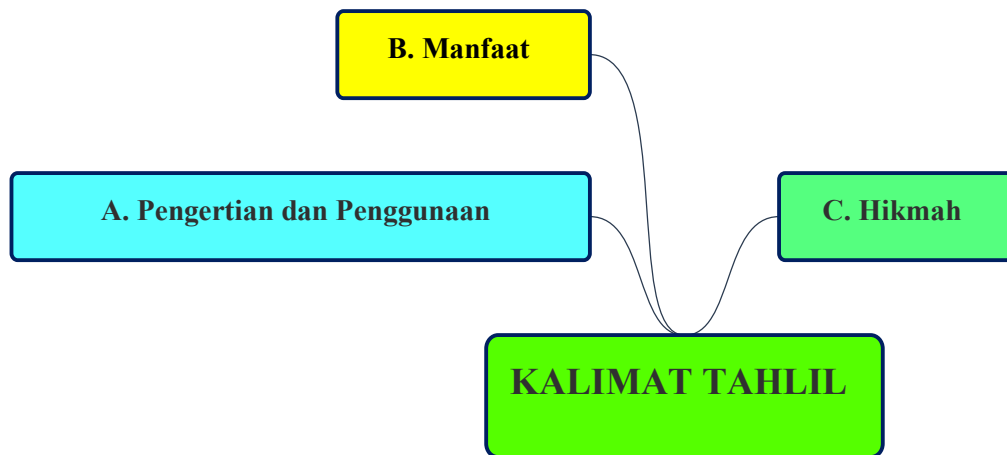 B. Manfaat
A. Pengertian dan Penggunaan
C. Hikmah
KALIMAT TAHLIL